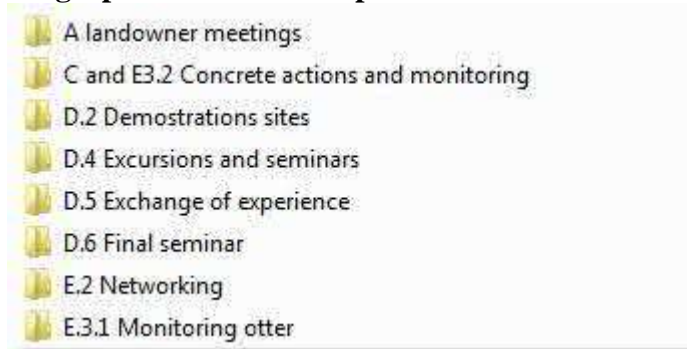 A landowner meetings
C and E3.2 Concrete actions and monitoring
D.2 Demostrations sites
D.4 Excursions and seminars
D.5 Exchange of experience
D.6 Final seminar
E.2 Networking
E.3.1 Monitoring otter